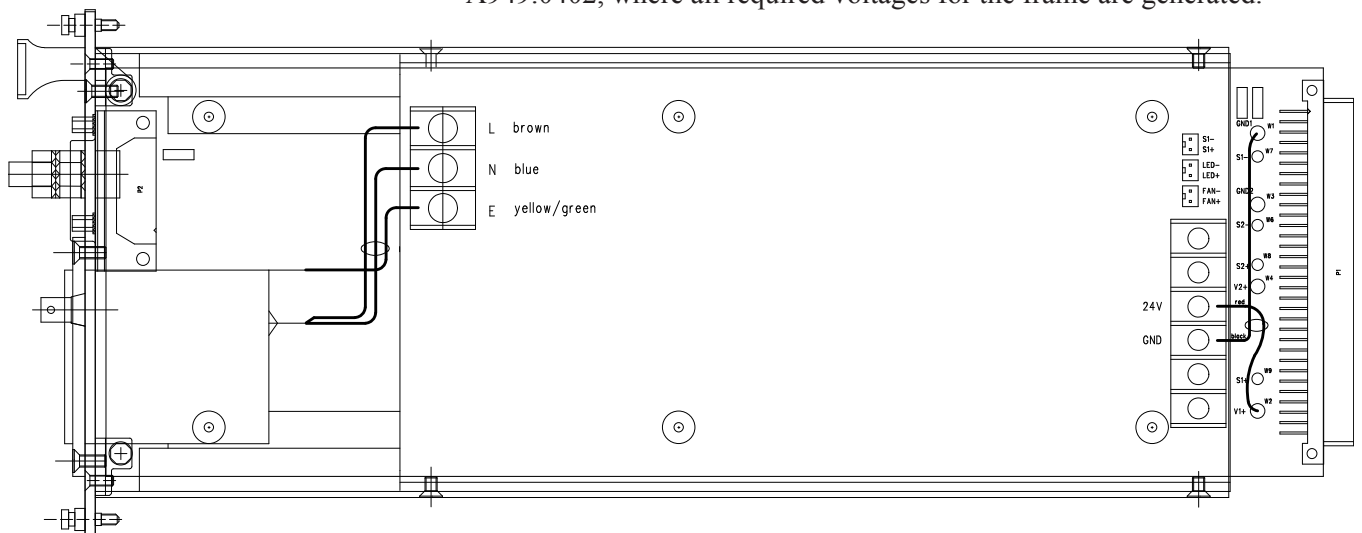 A949.0402, where all required voltages for the frame are generated.
L brown
N blue
E yellow/green
P2
S1-
S1+
LED-
LED+
FAN-
FAN+
GND1 W1
S1- W7
GND2 W3
S2- W6
S2+ W8
V2+ W4
24V red
GND black
S1+ W9
V1+ W2
P1